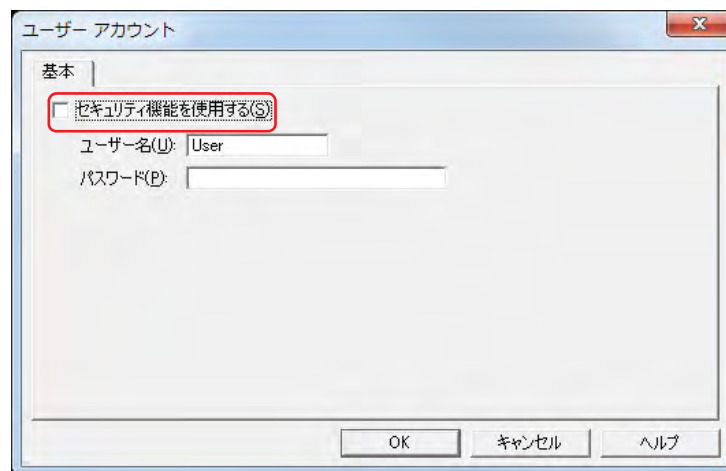 ユーザー アカウント
基本
セキュリティ機能を使用する(S)
ユーザー名(U): User
パスワード(P):
OK キャンセル ヘルプ